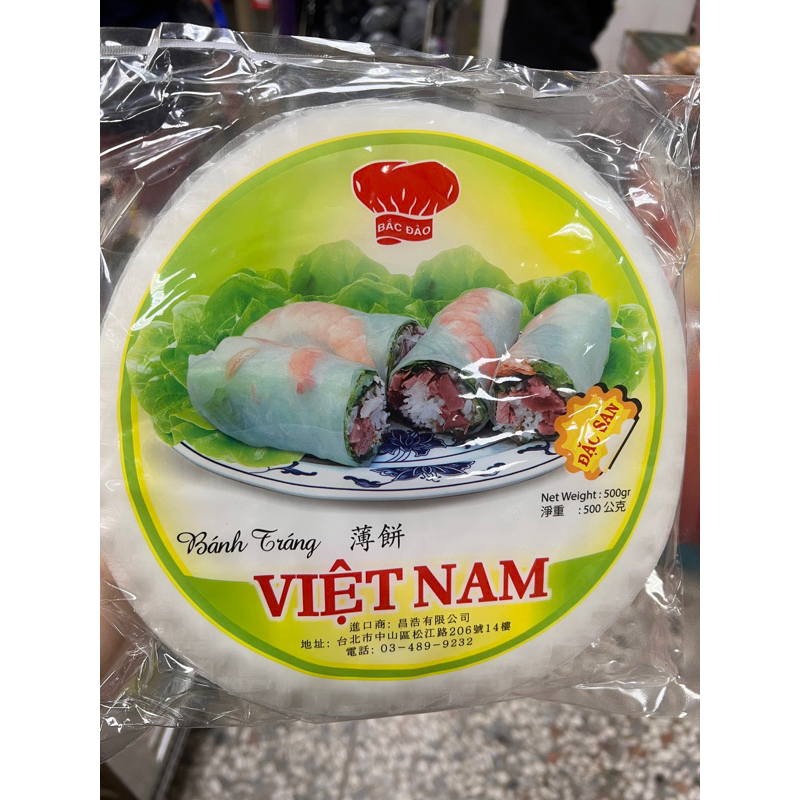 BẮC ĐẢO
ĐẶC SẢN
Net Weight : 500gr
淨重 : 500 公克
Bánh Tráng 薄餅
VIỆT NAM
進口商: 昌浩有限公司
地址: 台北市中山區松江路206號14樓
電話: 03-489-9232